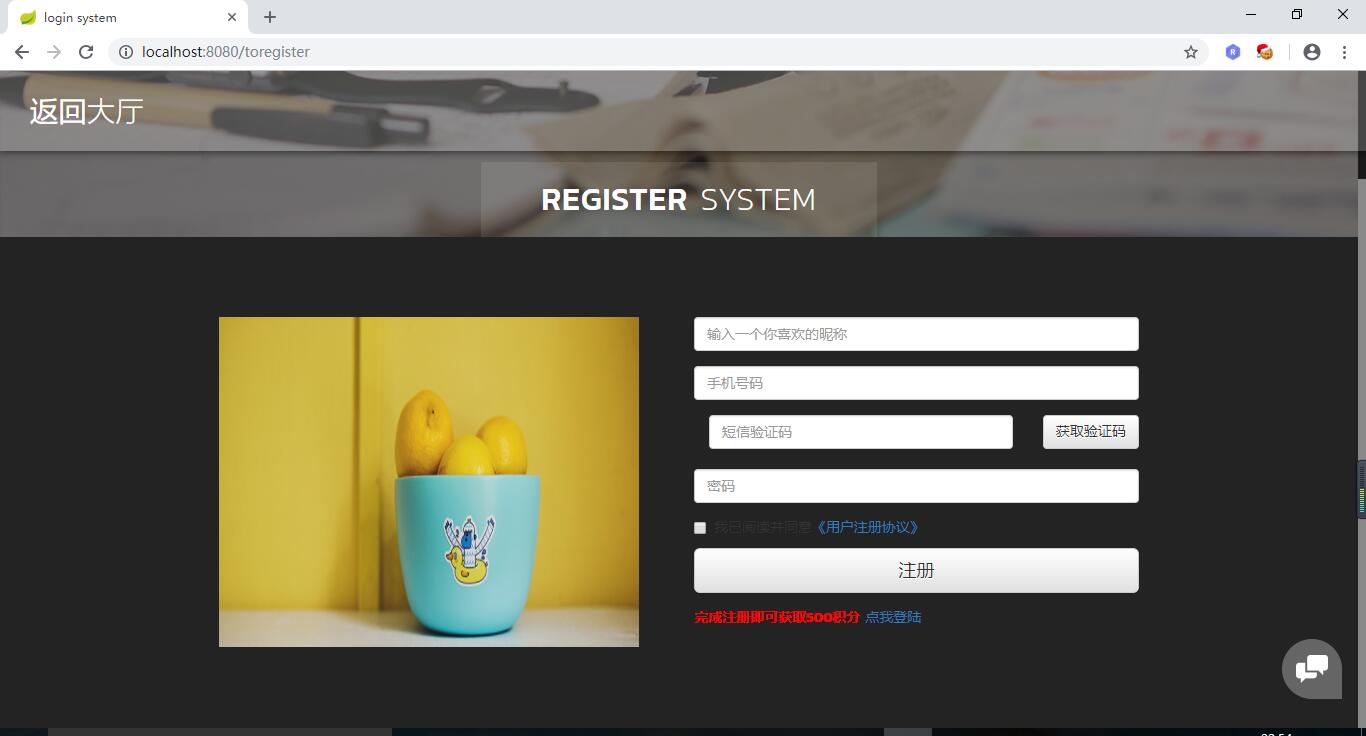 login system
localhost:8080/toregister
返回大厅
REGISTER SYSTEM
输入一个你喜欢的昵称
手机号码
短信验证码 获取验证码
密码
我已阅读并同意《用户注册协议》
注册
完成注册即可获取500积分 点我登陆